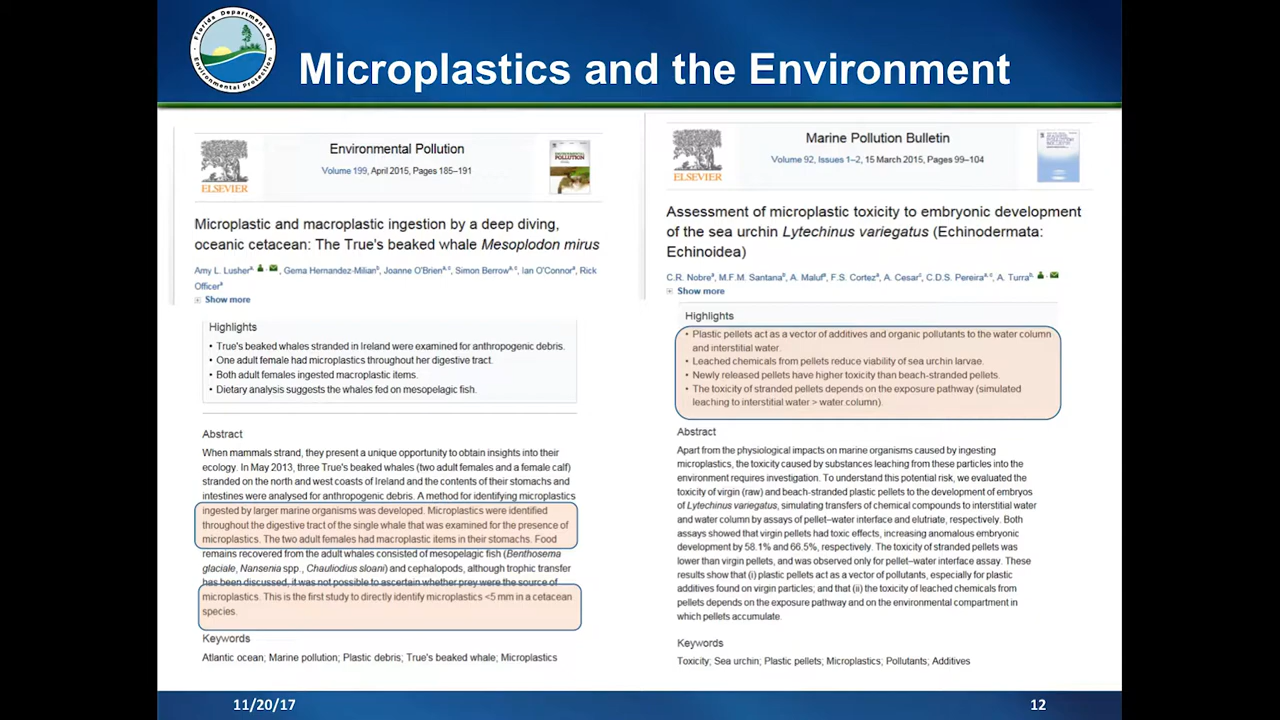 Florida Department of
Environmental Protection
Microplastics and the Environment
ELSEVIER
Environmental Pollution
Volume 199, April 2015, Pages 185–191
Microplastic and macroplastic ingestion by a deep diving,
oceanic cetacean: The True's beaked whale Mesoplodon mirus
Amy L. Lusher, Gema Hernandez-Milian, Joanne O'Brien, Simon Berrow, Ian O'Connor, Rick
Officer
Show more
Highlights
• True's beaked whales stranded in Ireland were examined for anthropogenic debris.
• One adult female had microplastics throughout her digestive tract.
• Both adult females ingested macroplastic items.
• Dietary analysis suggests the whales fed on mesopelagic fish.
Abstract
When mammals strand, they present a unique opportunity to obtain insights into their
ecology. In May 2013, three True's beaked whales (two adult females and a female calf)
stranded on the north and west coasts of Ireland and the contents of their stomachs and
intestines were analysed for anthropogenic debris. A method for identifying microplastics
ingested by larger marine organisms was developed. Microplastics were identified
throughout the digestive tract of the single whale that was examined for the presence of
microplastics. The two adult females had macroplastic items in their stomachs. Food
remains recovered from the adult whales consisted of mesopelagic fish (Benthosema
glaciale, Nansenia spp., Chauliodus sloani) and cephalopods, although trophic transfer
has been discussed, it was not possible to ascertain whether prey were the source of
microplastics. This is the first study to directly identify microplastics <5 mm in a cetacean
species.
Keywords
Atlantic ocean; Marine pollution; Plastic debris; True's beaked whale; Microplastics
ELSEVIER
Marine Pollution Bulletin
Volume 92, Issues 1–2, 15 March 2015, Pages 99–104
Assessment of microplastic toxicity to embryonic development
of the sea urchin Lytechinus variegatus (Echinodermata:
Echinoidea)
C.R. Nobre, M.F.M. Santana, A. Maluf, F.S. Cortez, A. Cesar, C.D.S. Pereira, A. Turra
Show more
Highlights
• Plastic pellets act as a vector of additives and organic pollutants to the water column
and interstitial water.
• Leached chemicals from pellets reduce viability of sea urchin larvae.
• Newly released pellets have higher toxicity than beach-stranded pellets.
• The toxicity of stranded pellets depends on the exposure pathway (simulated
leaching to interstitial water > water column).
Abstract
Apart from the physiological impacts on marine organisms caused by ingesting
microplastics, the toxicity caused by substances leaching from these particles into the
environment requires investigation. To understand this potential risk, we evaluated the
toxicity of virgin (raw) and beach-stranded plastic pellets to the development of embryos
of Lytechinus variegatus, simulating transfers of chemical compounds to interstitial water
and water column by assays of pellet–water interface and elutriate, respectively. Both
assays showed that virgin pellets had toxic effects, increasing anomalous embryonic
development by 58.1% and 66.5%, respectively. The toxicity of stranded pellets was
lower than virgin pellets, and was observed only for pellet–water interface assay. These
results show that (i) plastic pellets act as a vector of pollutants, especially for plastic
additives found on virgin particles; and that (ii) the toxicity of leached chemicals from
pellets depends on the exposure pathway and on the environmental compartment in
which pellets accumulate.
Keywords
Toxicity; Sea urchin; Plastic pellets; Microplastics; Pollutants; Additives
11/20/17
12